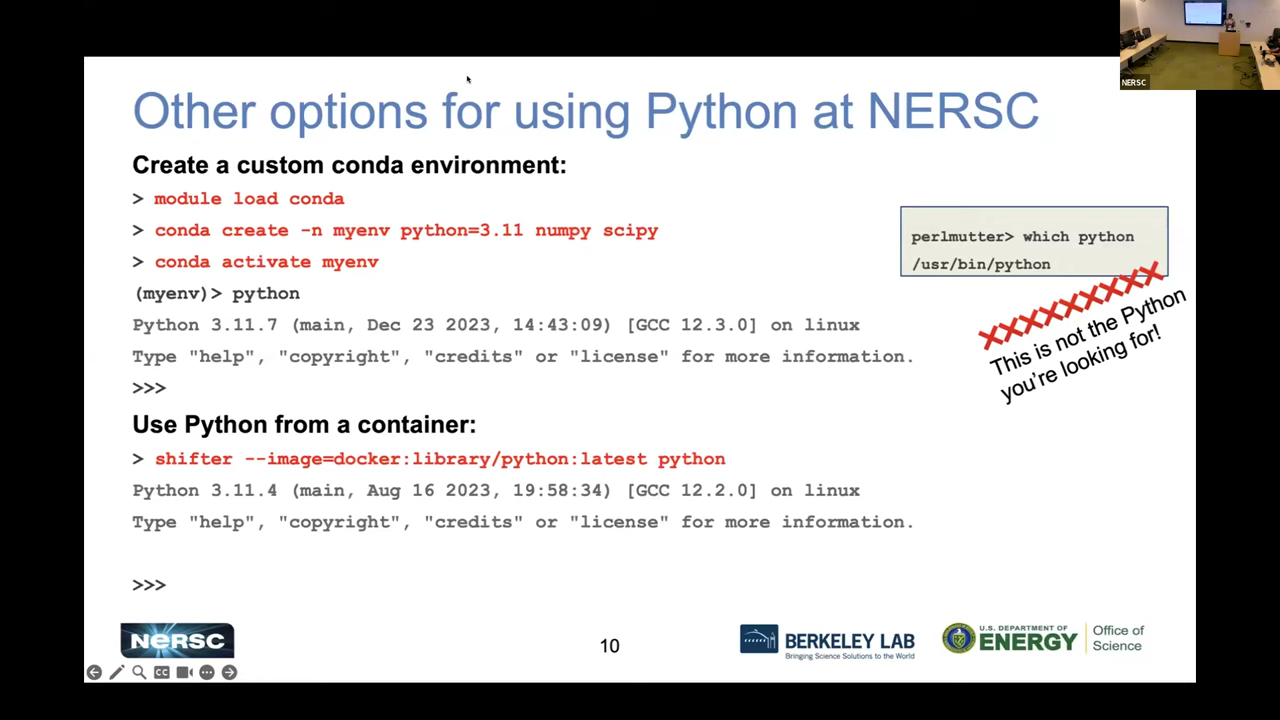 NERSC
Other options for using Python at NERSC
Create a custom conda environment:
> module load conda
> conda create -n myenv python=3.11 numpy scipy
> conda activate myenv
(myenv)> python
Python 3.11.7 (main, Dec 23 2023, 14:43:09) [GCC 12.3.0] on linux
Type "help", "copyright", "credits" or "license" for more information.
>>>
perlmutter> which python
/usr/bin/python
XXXXXXXXX
This is not the Python
you're looking for!
Use Python from a container:
> shifter --image=docker:library/python:latest python
Python 3.11.4 (main, Aug 16 2023, 19:58:34) [GCC 12.2.0] on linux
Type "help", "copyright", "credits" or "license" for more information.
>>>
NERSC
10
BERKELEY LAB
Bringing Science Solutions to the World
U.S. DEPARTMENT OF
ENERGY
Office of
Science
CC